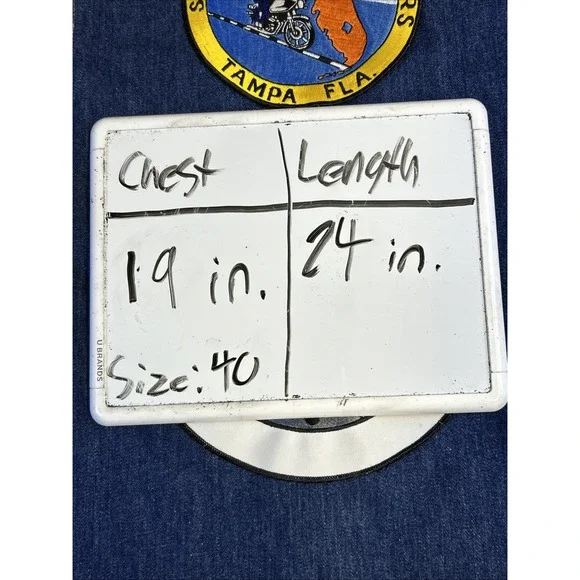 TAMPA FLA.
Chest Length
19 in. 24 in.
Size: 40
U BRANDS